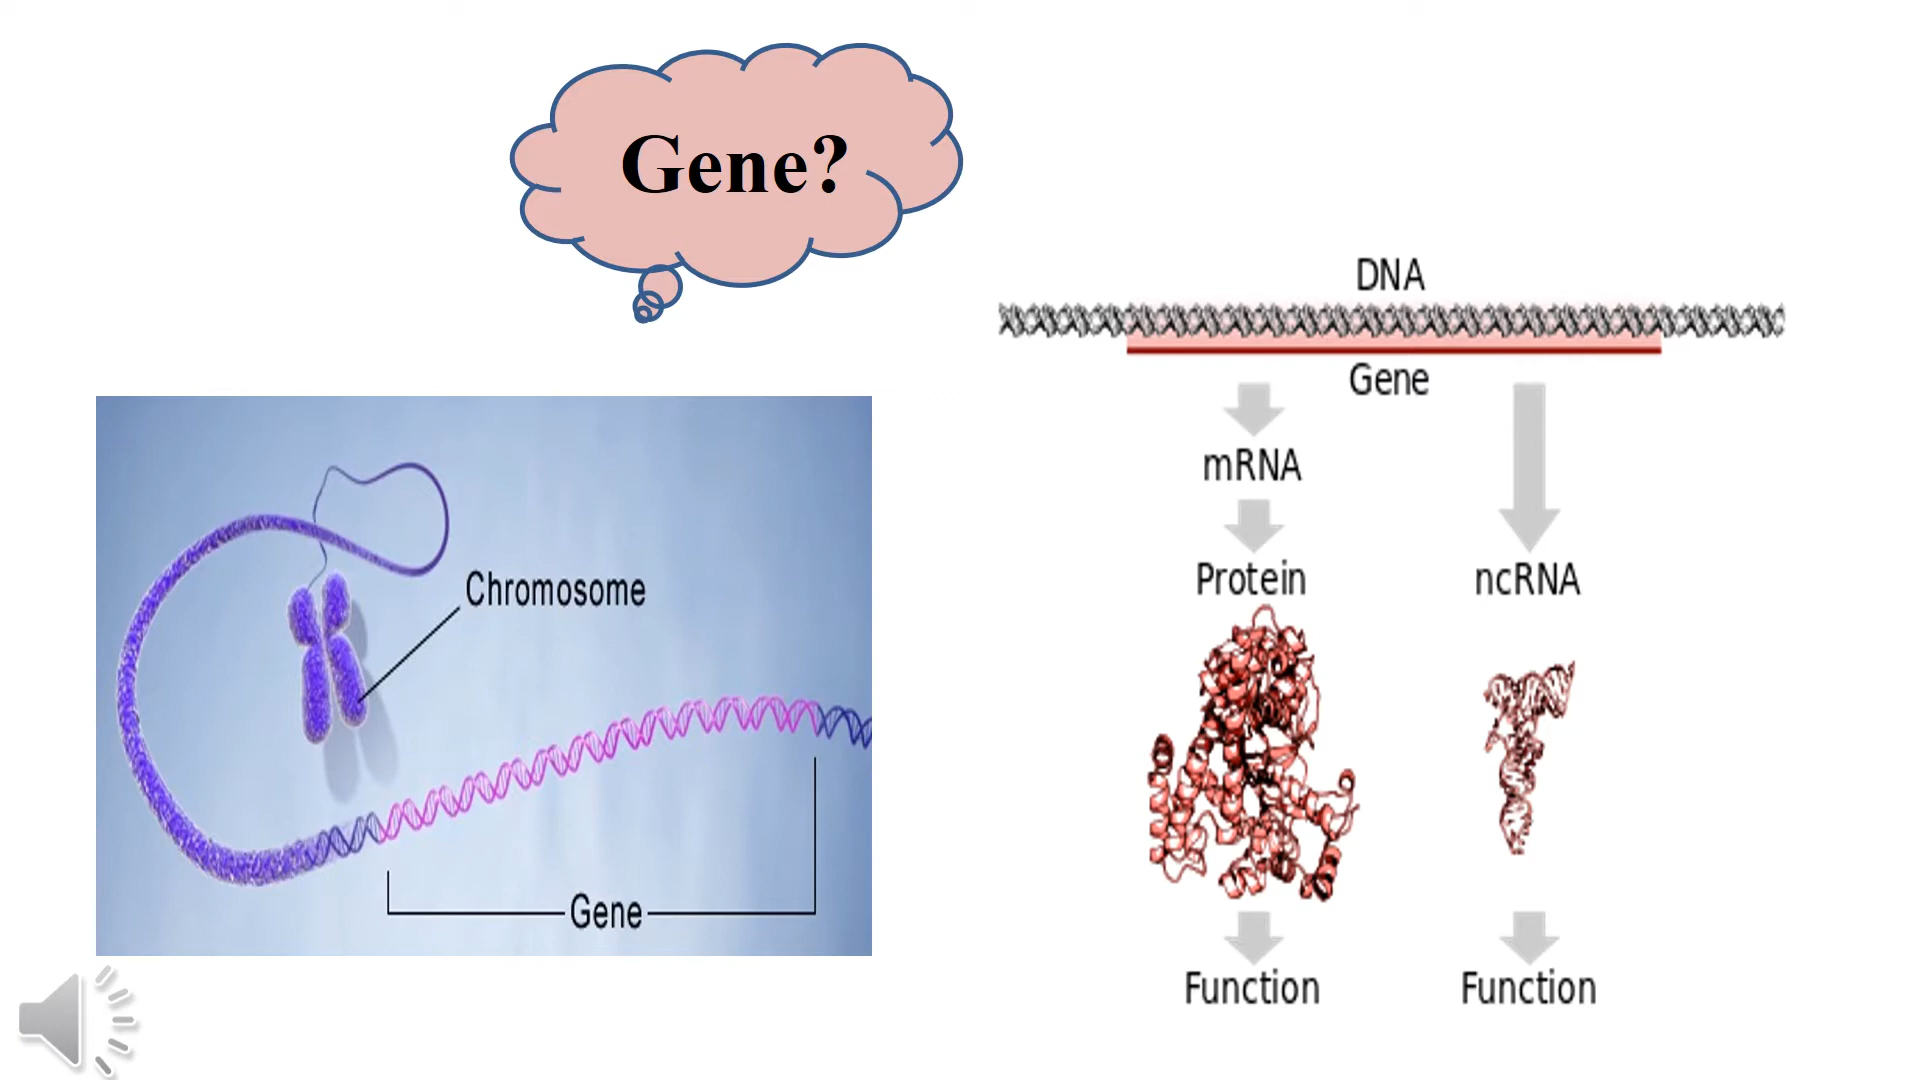 Gene?
Chromosome
Gene
DNA
Gene
mRNA
Protein
ncRNA
Function
Function